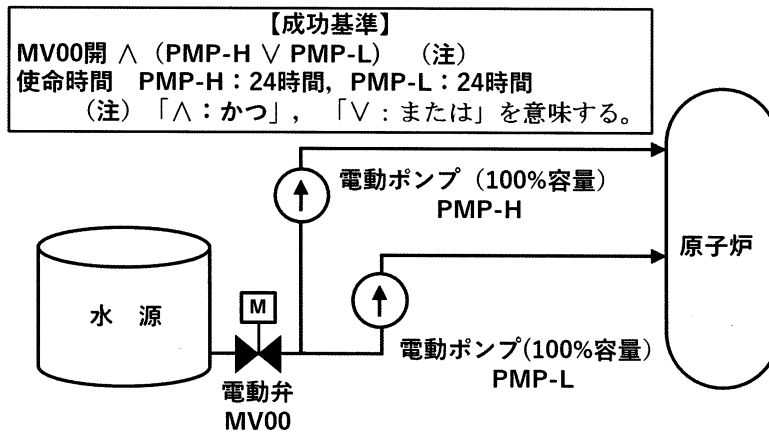 【成功基準】
MV00開 ∧ (PMP-H ∨ PMP-L) (注)
使命時間 PMP-H:24時間, PMP-L:24時間
(注) 「∧:かつ」, 「∨:または」を意味する。
電動ポンプ (100%容量)
PMP-H
原子炉
水 源
M
電動ポンプ(100%容量)
PMP-L
電動弁
MV00